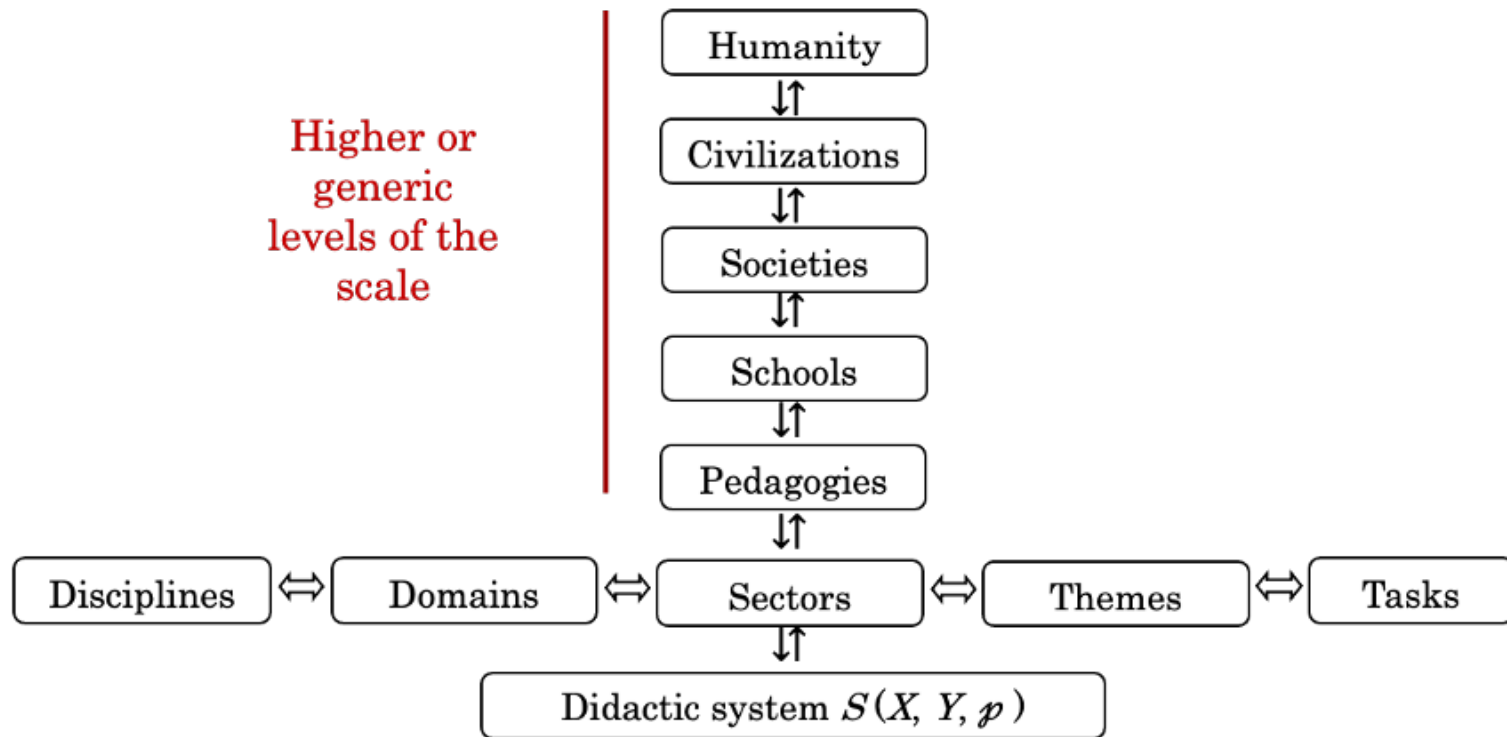 Humanity
Higher or
generic
levels of the
scale
Civilizations
Societies
Schools
Pedagogies
Disciplines ⇔ Domains ⇔ Sectors ⇔ Themes ⇔ Tasks
Didactic system S(X, Y, 𝓅)